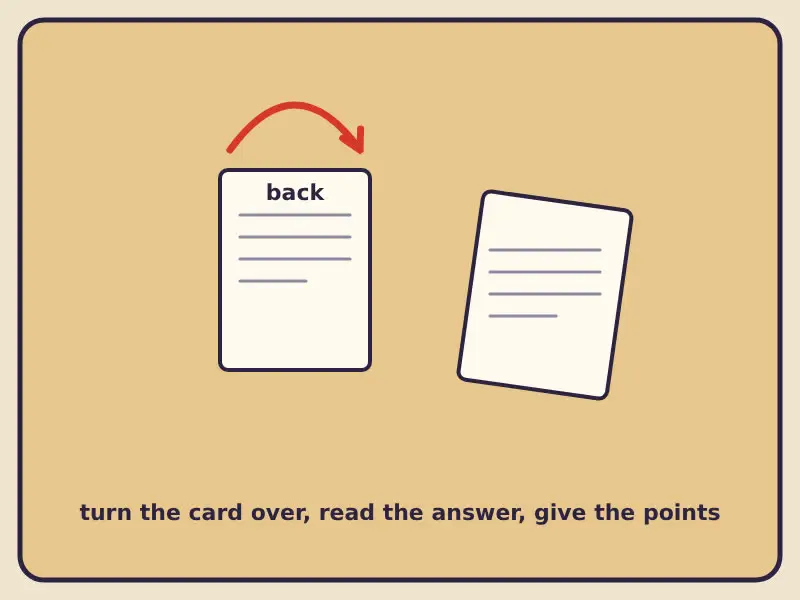 back
turn the card over, read the answer, give the points